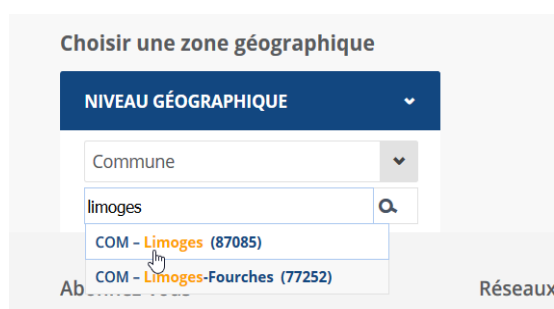 Choisir une zone géographique
NIVEAU GÉOGRAPHIQUE
Commune
limoges
COM – Limoges (87085)
COM – Limoges-Fourches (77252)
Réseaux